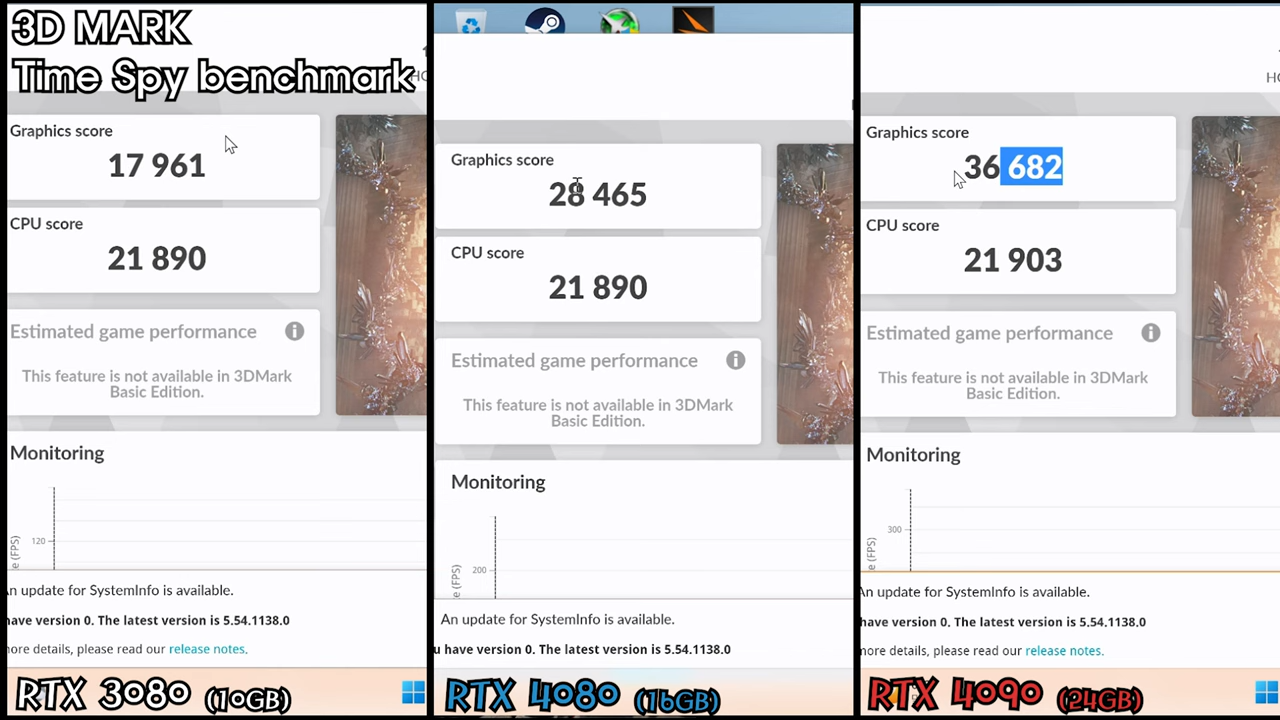 3D MARK
Time Spy benchmark
Graphics score
17 961
CPU score
21 890
Estimated game performance
This feature is not available in 3DMark
Basic Edition.
Monitoring
120
(FPS)
An update for SystemInfo is available.
have version 0. The latest version is 5.54.1138.0
more details, please read our release notes.
RTX 3080 (10GB)
Graphics score
28 465
CPU score
21 890
Estimated game performance
This feature is not available in 3DMark
Basic Edition.
Monitoring
200
e (FPS)
An update for SystemInfo is available.
u have version 0. The latest version is 5.54.1138.0
RTX 4080 (16GB)
HO
Graphics score
36 682
CPU score
21 903
Estimated game performance
This feature is not available in 3DMark
Basic Edition.
Monitoring
300
e (FPS)
An update for SystemInfo is available.
have version 0. The latest version is 5.54.1138.0
more details, please read our release notes.
RTX 4090 (24GB)